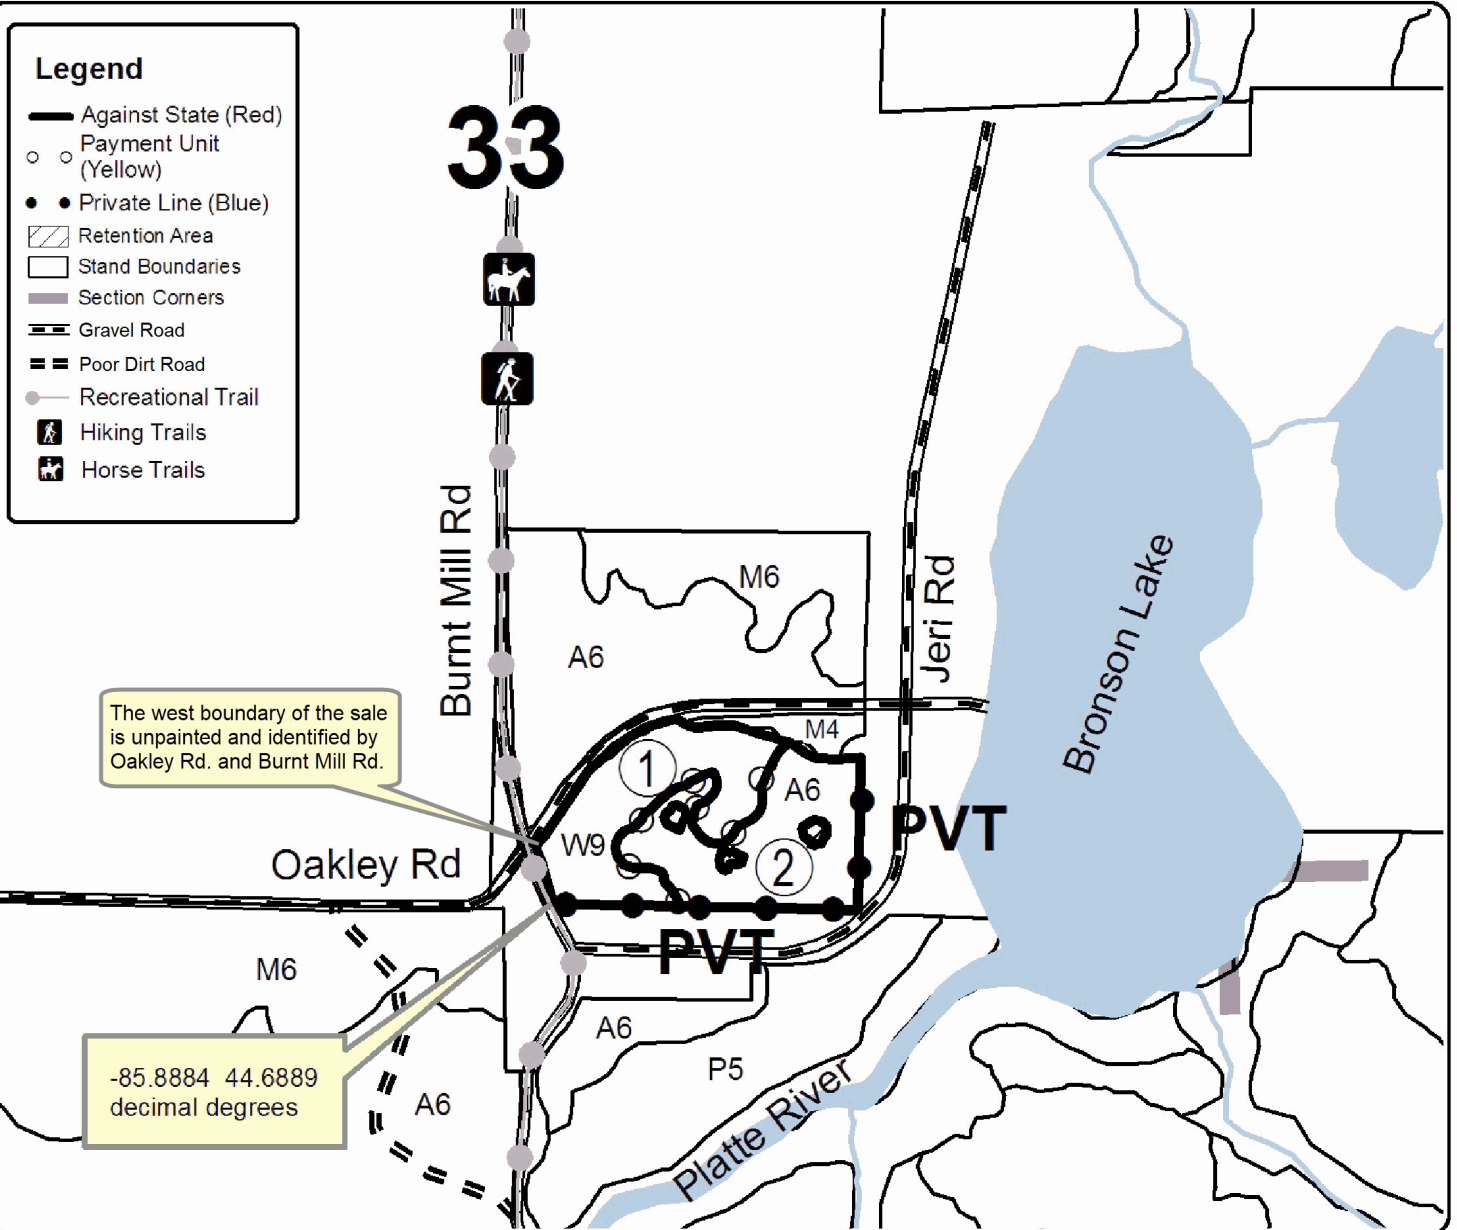 Legend
Against State (Red)
Payment Unit
(Yellow)
Private Line (Blue)
Retention Area
Stand Boundaries
Section Corners
Gravel Road
Poor Dirt Road
Recreational Trail
Hiking Trails
Horse Trails
33
Burnt Mill Rd
M6
A6
Jeri Rd
Bronson Lake
The west boundary of the sale
is unpainted and identified by
Oakley Rd. and Burnt Mill Rd.
M4
1
A6
PVT
W9
2
Oakley Rd
PVT
M6
A6
P5
-85.8884 44.6889
decimal degrees
A6
Platte River